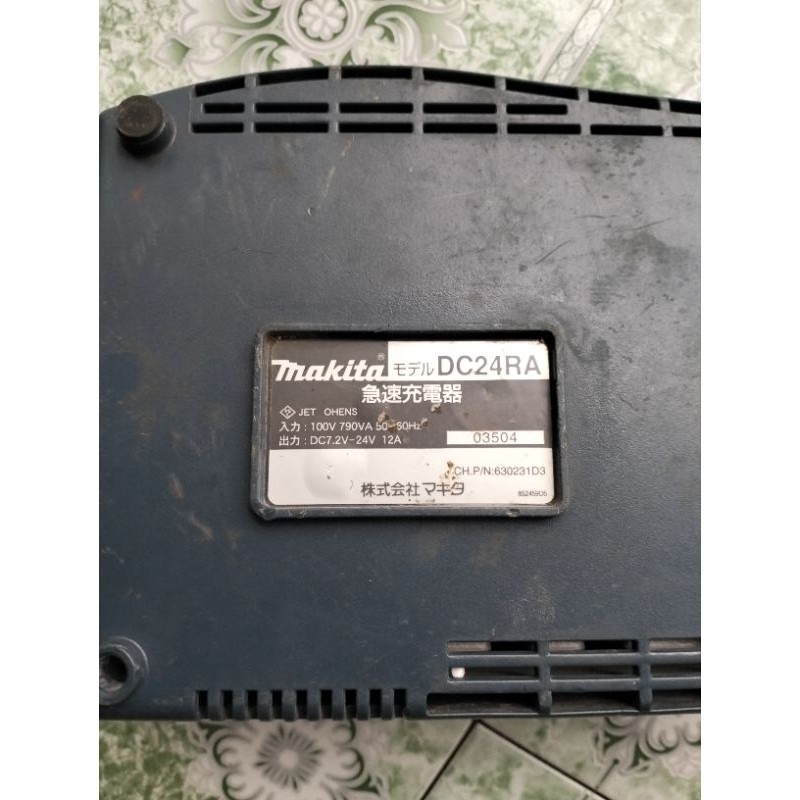 makita® モデル DC24RA
急速充電器
JET OHENS
入力 : 100V 790VA 50-60Hz
出力 : DC7.2V-24V 12A 03504
CH.P/N:630231D3
株式会社 マキタ